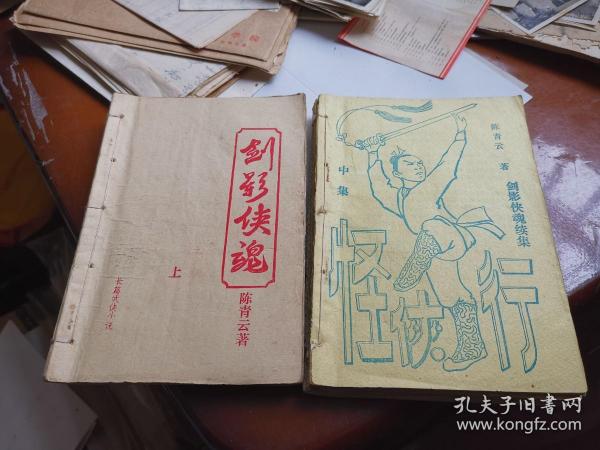 剑影侠魂
上
陈青云著
长篇武侠小说
陈青云 著
剑影侠魂续集
中集
怪侠行
孔夫子旧书网
www.kongfz.com